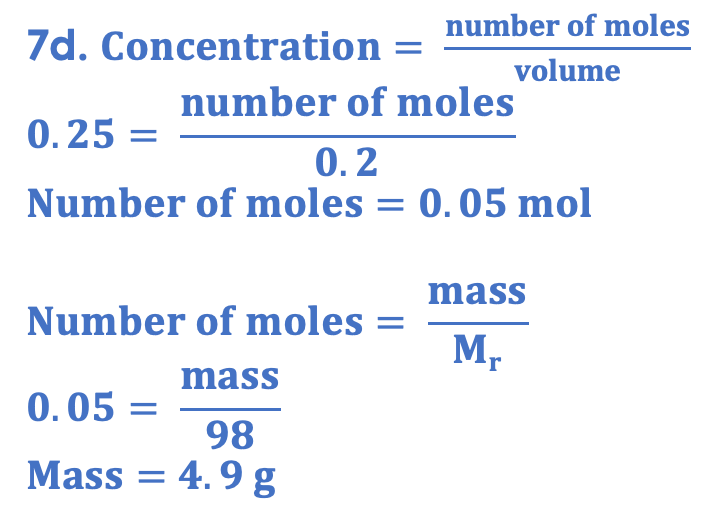 7d. Concentration = number of moles / volume
0.25 = number of moles / 0.2
Number of moles = 0.05 mol
Number of moles = mass / Mr
0.05 = mass / 98
Mass = 4.9 g